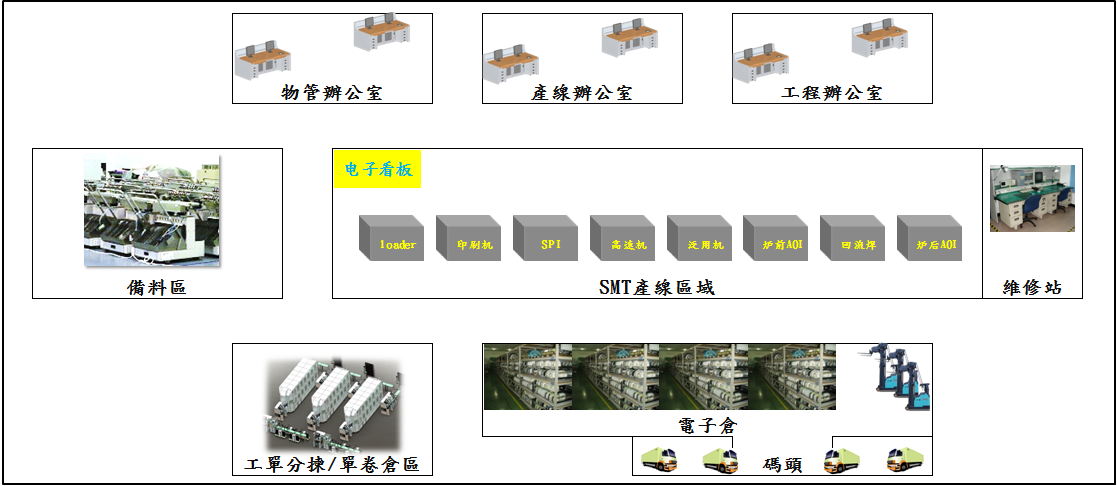 物管辦公室
產線辦公室
工程辦公室
电子看板
loader
印刷机
SPI
高速机
泛用机
炉前AOI
回流焊
炉后AOI
備料區
SMT產線區域
維修站
工單分揀/單卷倉區
電子倉
碼頭